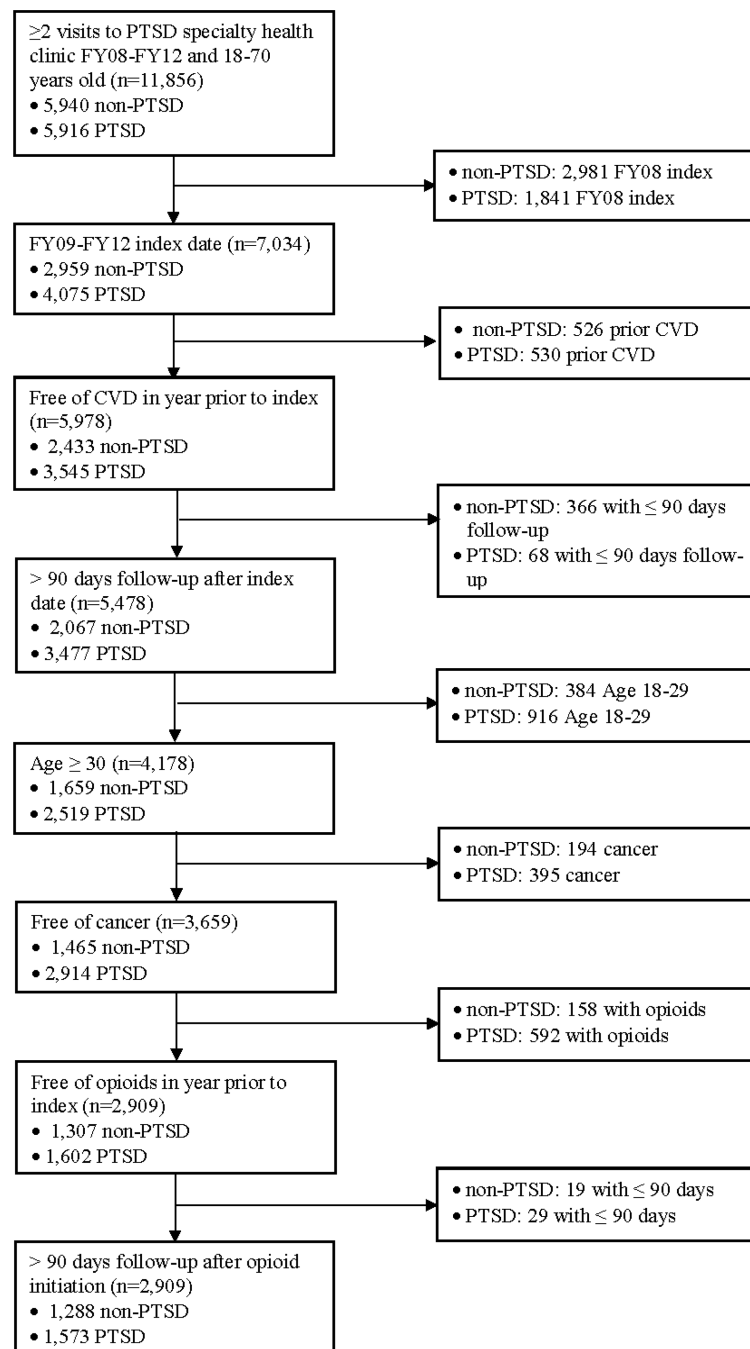 ≥2 visits to PTSD specialty health
clinic FY08-FY12 and 18-70
years old (n=11,856)
• 5,940 non-PTSD
• 5,916 PTSD
• non-PTSD: 2,981 FY08 index
• PTSD: 1,841 FY08 index
FY09-FY12 index date (n=7,034)
• 2,959 non-PTSD
• 4,075 PTSD
• non-PTSD: 526 prior CVD
• PTSD: 530 prior CVD
Free of CVD in year prior to index
(n=5,978)
• 2,433 non-PTSD
• 3,545 PTSD
• non-PTSD: 366 with ≤ 90 days
follow-up
• PTSD: 68 with ≤ 90 days follow-
up
> 90 days follow-up after index
date (n=5,478)
• 2,067 non-PTSD
• 3,477 PTSD
• non-PTSD: 384 Age 18-29
• PTSD: 916 Age 18-29
Age ≥ 30 (n=4,178)
• 1,659 non-PTSD
• 2,519 PTSD
• non-PTSD: 194 cancer
• PTSD: 395 cancer
Free of cancer (n=3,659)
• 1,465 non-PTSD
• 2,914 PTSD
• non-PTSD: 158 with opioids
• PTSD: 592 with opioids
Free of opioids in year prior to
index (n=2,909)
• 1,307 non-PTSD
• 1,602 PTSD
• non-PTSD: 19 with ≤ 90 days
• PTSD: 29 with ≤ 90 days
> 90 days follow-up after opioid
initiation (n=2,909)
• 1,288 non-PTSD
• 1,573 PTSD